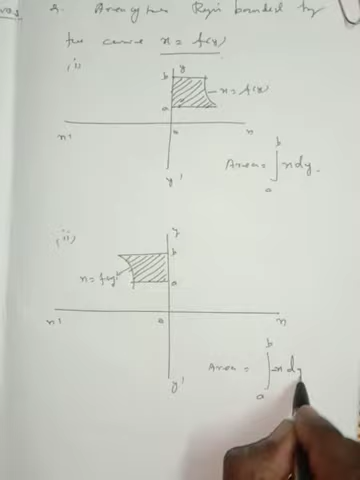 2. Area of the Region bounded by
the curve x = f(y)
(i)
y
b
x = f(y)
a
x'
o
x
y'
Area = ∫ₐᵇ x dy.
(ii)
y
b
x = f(y)
a
x'
o
x
y'
Area = ∫ₐᵇ -x dy